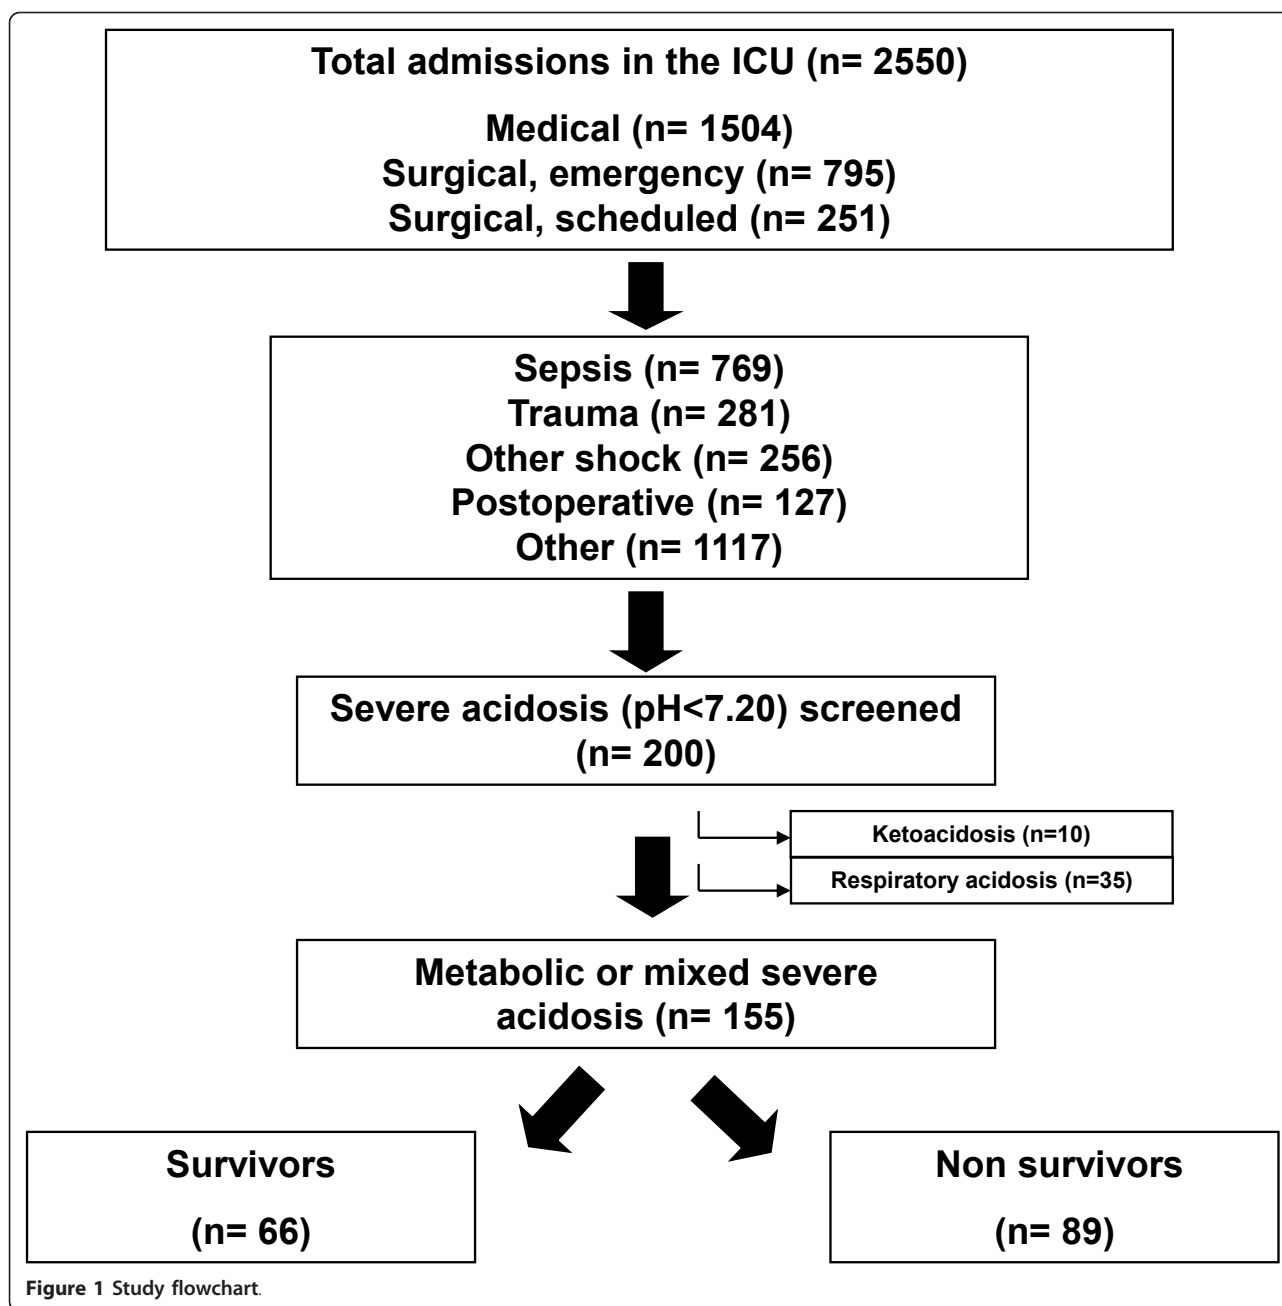 Total admissions in the ICU (n= 2550)
Medical (n= 1504)
Surgical, emergency (n= 795)
Surgical, scheduled (n= 251)
Sepsis (n= 769)
Trauma (n= 281)
Other shock (n= 256)
Postoperative (n= 127)
Other (n= 1117)
Severe acidosis (pH<7.20) screened
(n= 200)
Ketoacidosis (n=10)
Respiratory acidosis (n=35)
Metabolic or mixed severe
acidosis (n= 155)
Survivors
(n= 66)
Non survivors
(n= 89)
Figure 1 Study flowchart.